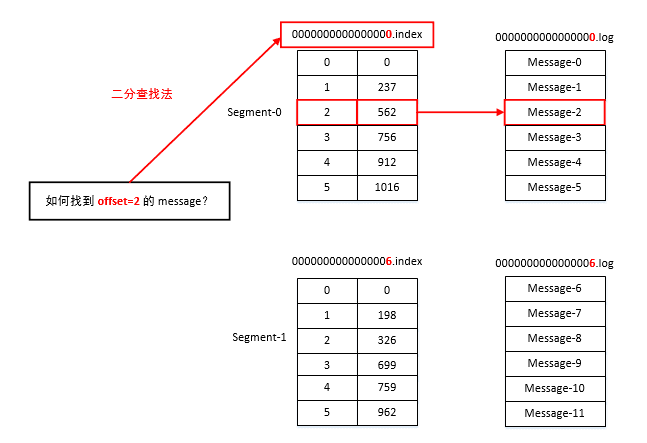 0000000000000000.index
0000000000000000.log
二分查找法
Segment-0
0 0
1 237
2 562
3 756
4 912
5 1016
Message-0
Message-1
Message-2
Message-3
Message-4
Message-5
如何找到 offset=2 的 message?
0000000000000006.index
0000000000000006.log
Segment-1
0 0
1 198
2 326
3 699
4 759
5 962
Message-6
Message-7
Message-8
Message-9
Message-10
Message-11